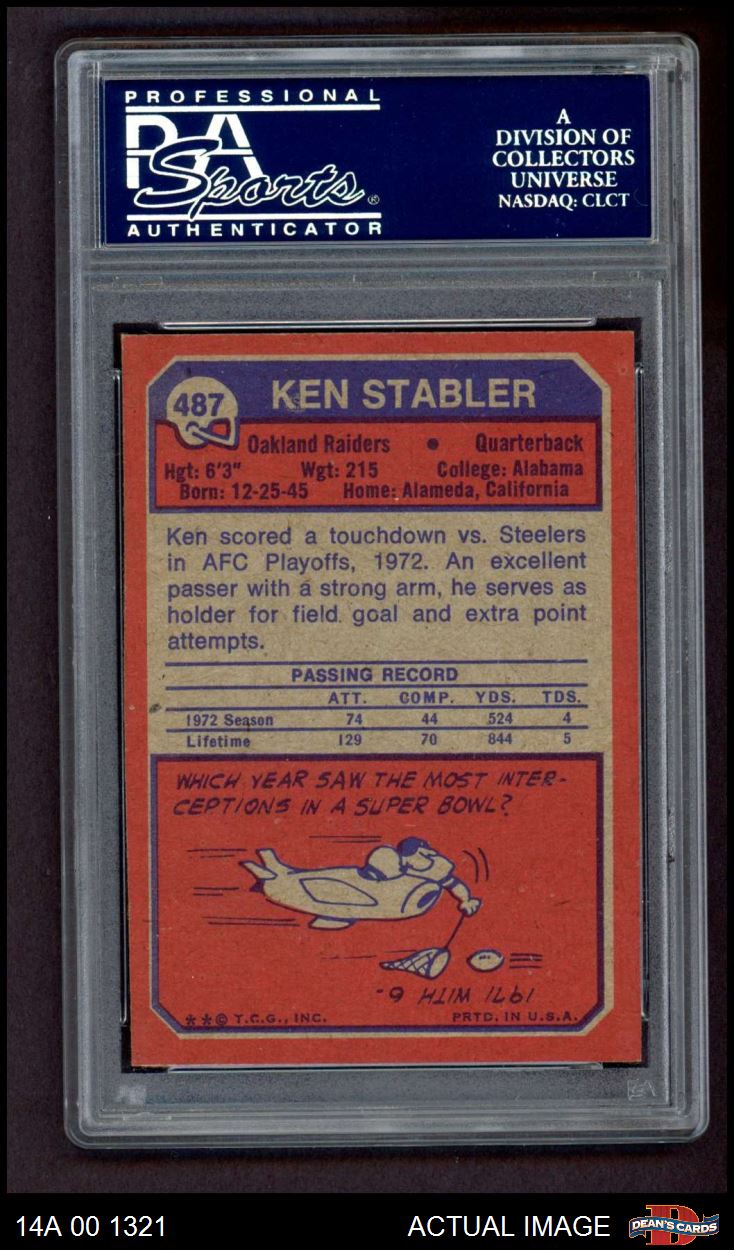 PROFESSIONAL
PSA
Sports®
AUTHENTICATOR
A
DIVISION OF
COLLECTORS
UNIVERSE
NASDAQ: CLCT
487
KEN STABLER
Oakland Raiders • Quarterback
Hgt: 6'3" Wgt: 215 College: Alabama
Born: 12-25-45 Home: Alameda, California
Ken scored a touchdown vs. Steelers
in AFC Playoffs, 1972. An excellent
passer with a strong arm, he serves as
holder for field goal and extra point
attempts.
PASSING RECORD
ATT. COMP. YDS. TDS.
1972 Season 74 44 524 4
Lifetime 129 70 844 5
WHICH YEAR SAW THE MOST INTER-
CEPTIONS IN A SUPER BOWL?
1971 WITH 6-
**© T.C.G., INC. PRTD. IN U.S.A.
PSA
14A 00 1321
ACTUAL IMAGE
D
DEAN'S CARDS